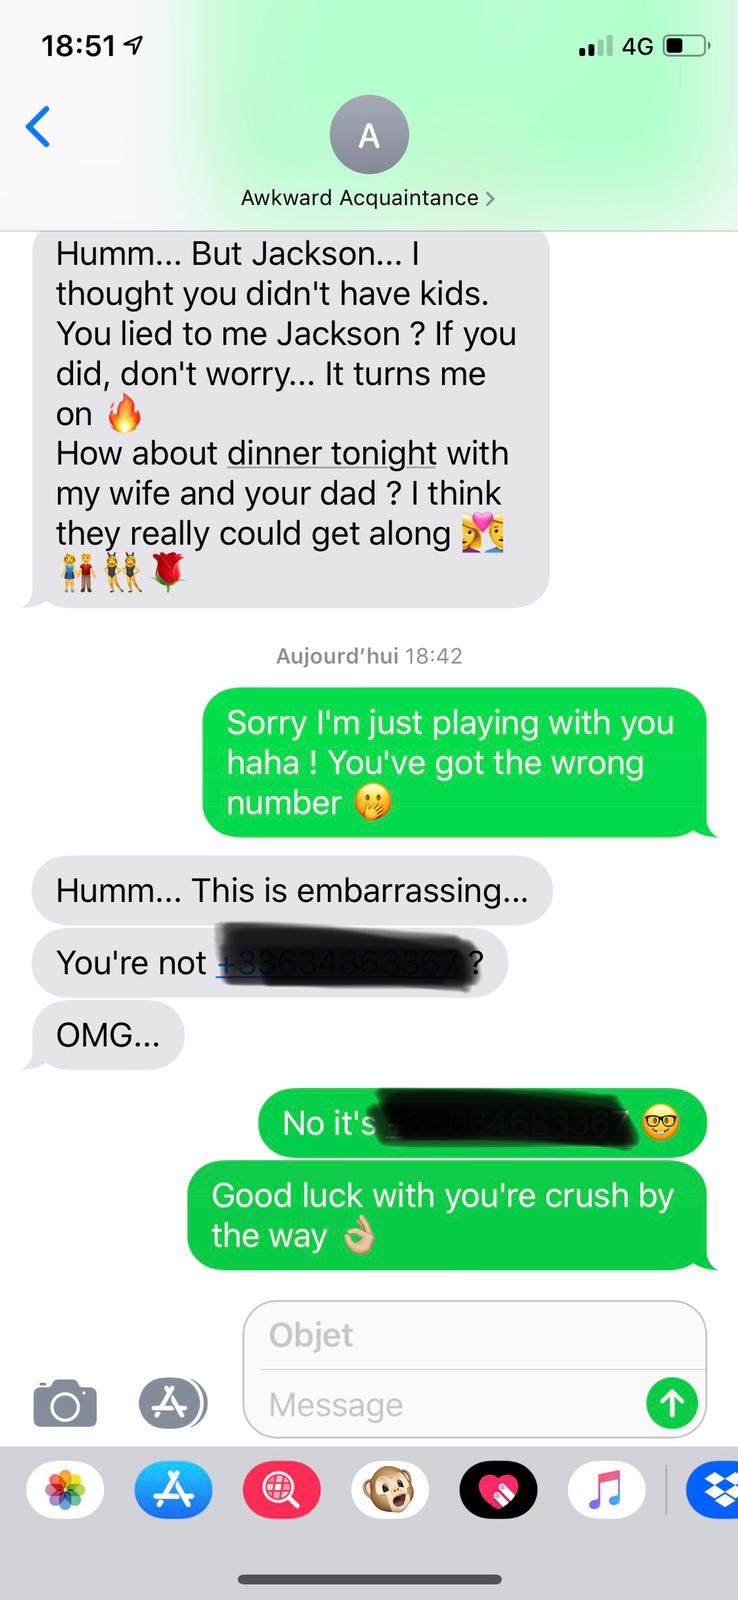 18:51
4G
A
Awkward Acquaintance
Humm... But Jackson... I
thought you didn't have kids.
You lied to me Jackson ? If you
did, don't worry... It turns me
on 🔥
How about dinner tonight with
my wife and your dad ? I think
they really could get along 👩‍❤️‍👨
👫👯‍♀️🌹
Aujourd'hui 18:42
Sorry I'm just playing with you
haha ! You've got the wrong
number 🤭
Humm... This is embarrassing...
You're not ?
OMG...
No it's 🤓
Good luck with you're crush by
the way 👌🏼
Objet
Message